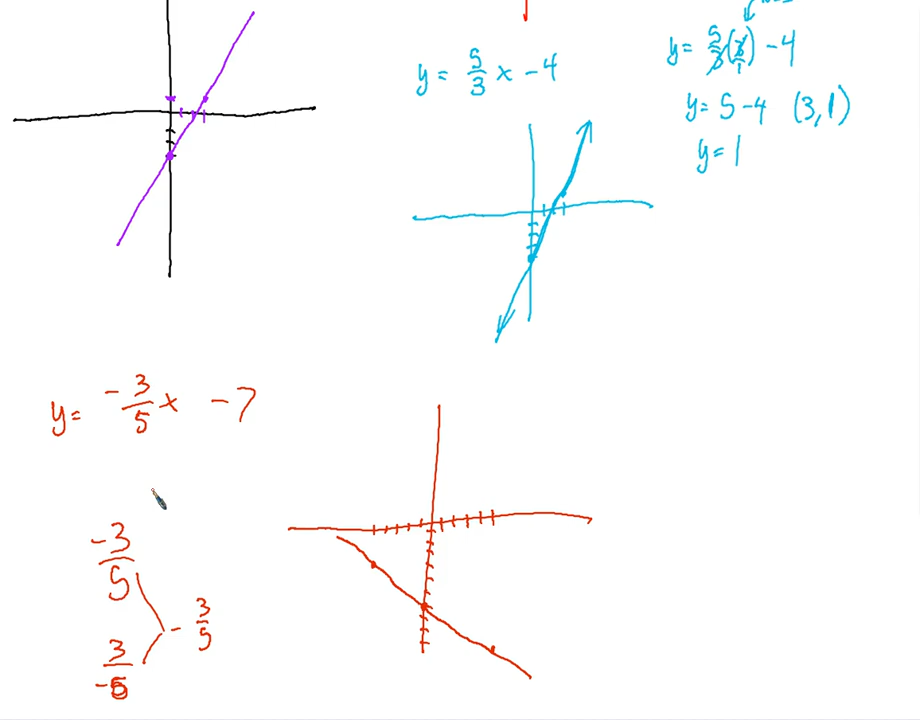 y = 5/3 x - 4
y = 5/3 (3/1) - 4
y = 5 - 4 (3, 1)
y = 1
y = -3/5 x - 7
-3/5
- 3/5
3/-5